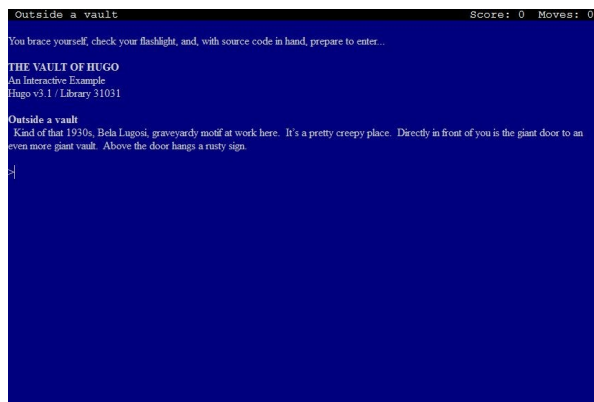 Outside a vault Score: 0 Moves: 0
You brace yourself, check your flashlight, and, with source code in hand, prepare to enter...
THE VAULT OF HUGO
An Interactive Example
Hugo v3.1 / Library 31031
Outside a vault
Kind of that 1930s, Bela Lugosi, graveyardy motif at work here. It's a pretty creepy place. Directly in front of you is the giant door to an
even more giant vault. Above the door hangs a rusty sign.
>